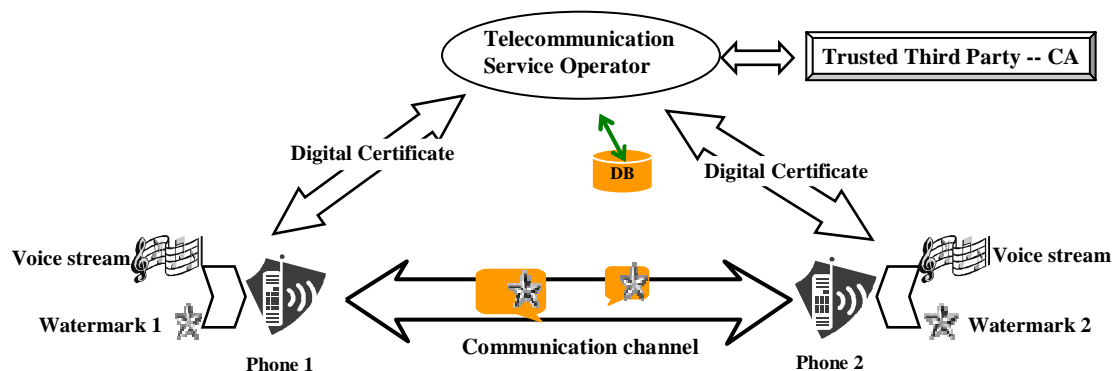 Telecommunication
Service Operator
Trusted Third Party -- CA
Digital Certificate
DB
Digital Certificate
Voice stream
Voice stream
Watermark 1
Watermark 2
Communication channel
Phone 1
Phone 2